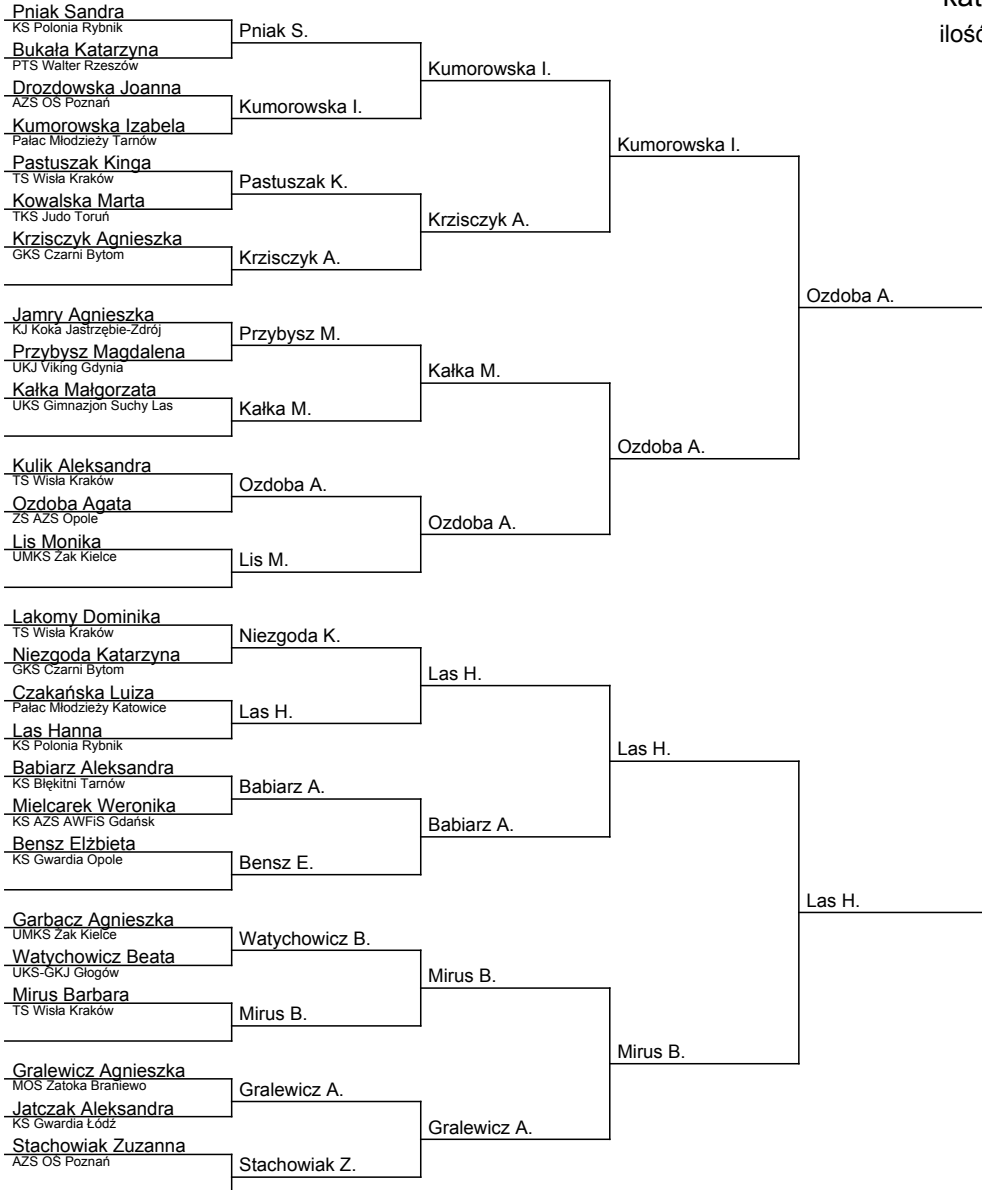 Pniak Sandra
KS Polonia Rybnik
Bukała Katarzyna
PTS Walter Rzeszów
Drozdowska Joanna
AZS OŚ Poznań
Kumorowska Izabela
Pałac Młodzieży Tarnów
Pastuszak Kinga
TS Wisła Kraków
Kowalska Marta
TKS Judo Toruń
Krzisczyk Agnieszka
GKS Czarni Bytom
Jamry Agnieszka
KJ Koka Jastrzębie-Zdrój
Przybysz Magdalena
UKJ Viking Gdynia
Kałka Małgorzata
UKS Gimnazjon Suchy Las
Kulik Aleksandra
TS Wisła Kraków
Ozdoba Agata
ZS AZS Opole
Lis Monika
UMKS Żak Kielce
Lakomy Dominika
TS Wisła Kraków
Niezgoda Katarzyna
GKS Czarni Bytom
Czakańska Luiza
Pałac Młodzieży Katowice
Las Hanna
KS Polonia Rybnik
Babiarz Aleksandra
KS Błękitni Tarnów
Mielcarek Weronika
KS AZS AWFiS Gdańsk
Bensz Elżbieta
KS Gwardia Opole
Garbacz Agnieszka
UMKS Żak Kielce
Watychowicz Beata
UKS-GKJ Głogów
Mirus Barbara
TS Wisła Kraków
Gralewicz Agnieszka
MOS Zatoka Braniewo
Jatczak Aleksandra
KS Gwardia Łódź
Stachowiak Zuzanna
AZS OŚ Poznań
Pniak S.
Kumorowska I.
Pastuszak K.
Krzisczyk A.
Przybysz M.
Kałka M.
Ozdoba A.
Lis M.
Niezgoda K.
Las H.
Babiarz A.
Bensz E.
Watychowicz B.
Mirus B.
Gralewicz A.
Stachowiak Z.
Kumorowska I.
Krzisczyk A.
Kałka M.
Ozdoba A.
Las H.
Babiarz A.
Mirus B.
Gralewicz A.
Kumorowska I.
Ozdoba A.
Las H.
Mirus B.
Ozdoba A.
Las H.